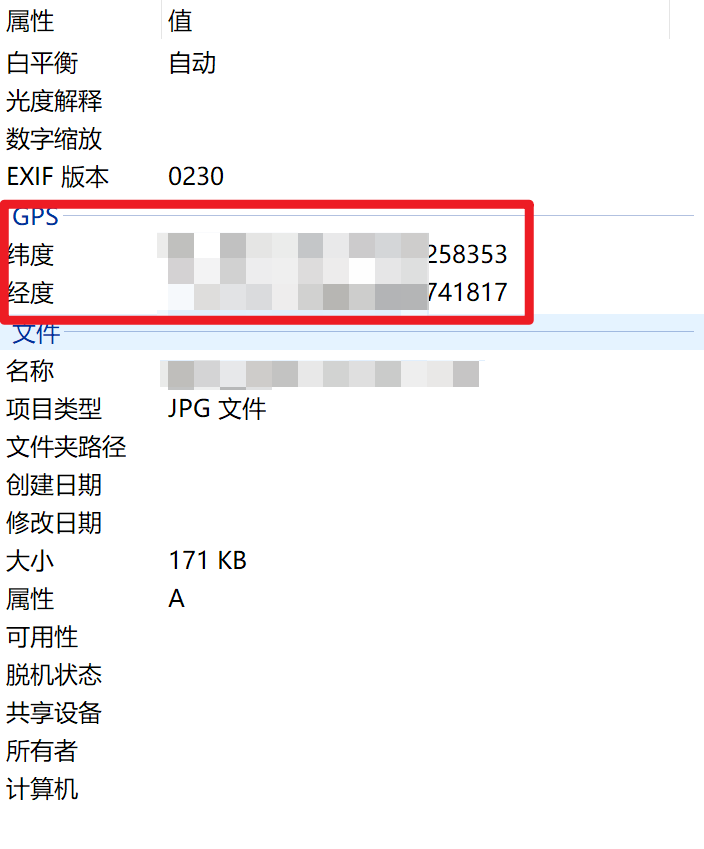 属性 值
白平衡 自动
光度解释
数字缩放
EXIF 版本 0230
GPS
纬度 258353
经度 741817
文件
名称
项目类型 JPG 文件
文件夹路径
创建日期
修改日期
大小 171 KB
属性 A
可用性
脱机状态
共享设备
所有者
计算机